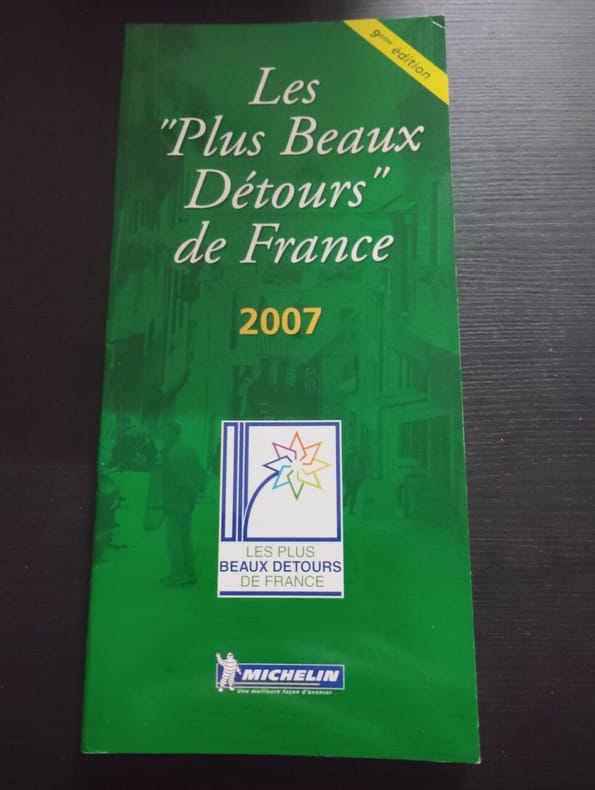 9ème édition
Les
"Plus Beaux
Détours"
de France
2007
LES PLUS
BEAUX DETOURS
DE FRANCE
MICHELIN
Une meilleure façon d'avancer